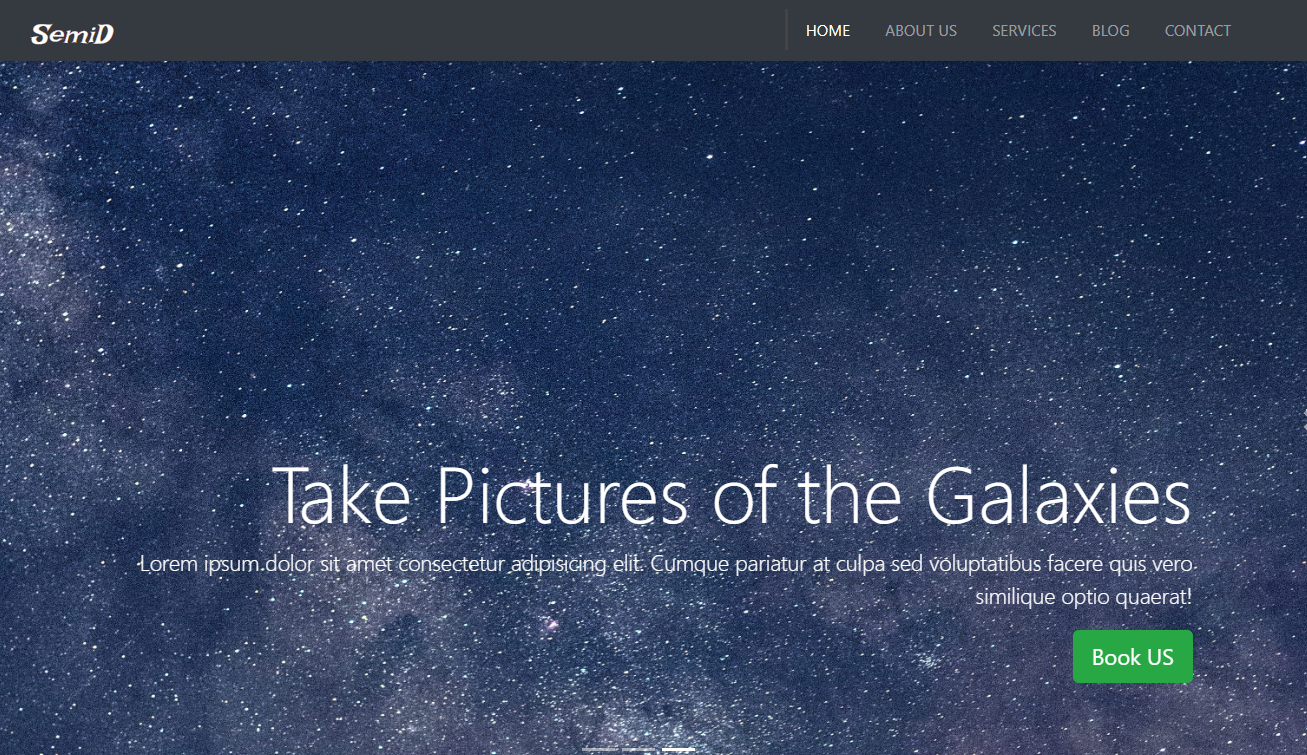 SemiD
HOME
ABOUT US
SERVICES
BLOG
CONTACT
Take Pictures of the Galaxies
Lorem ipsum dolor sit amet consectetur adipisicing elit. Cumque pariatur at culpa sed voluptatibus facere quis vero
similique optio quaerat!
Book US